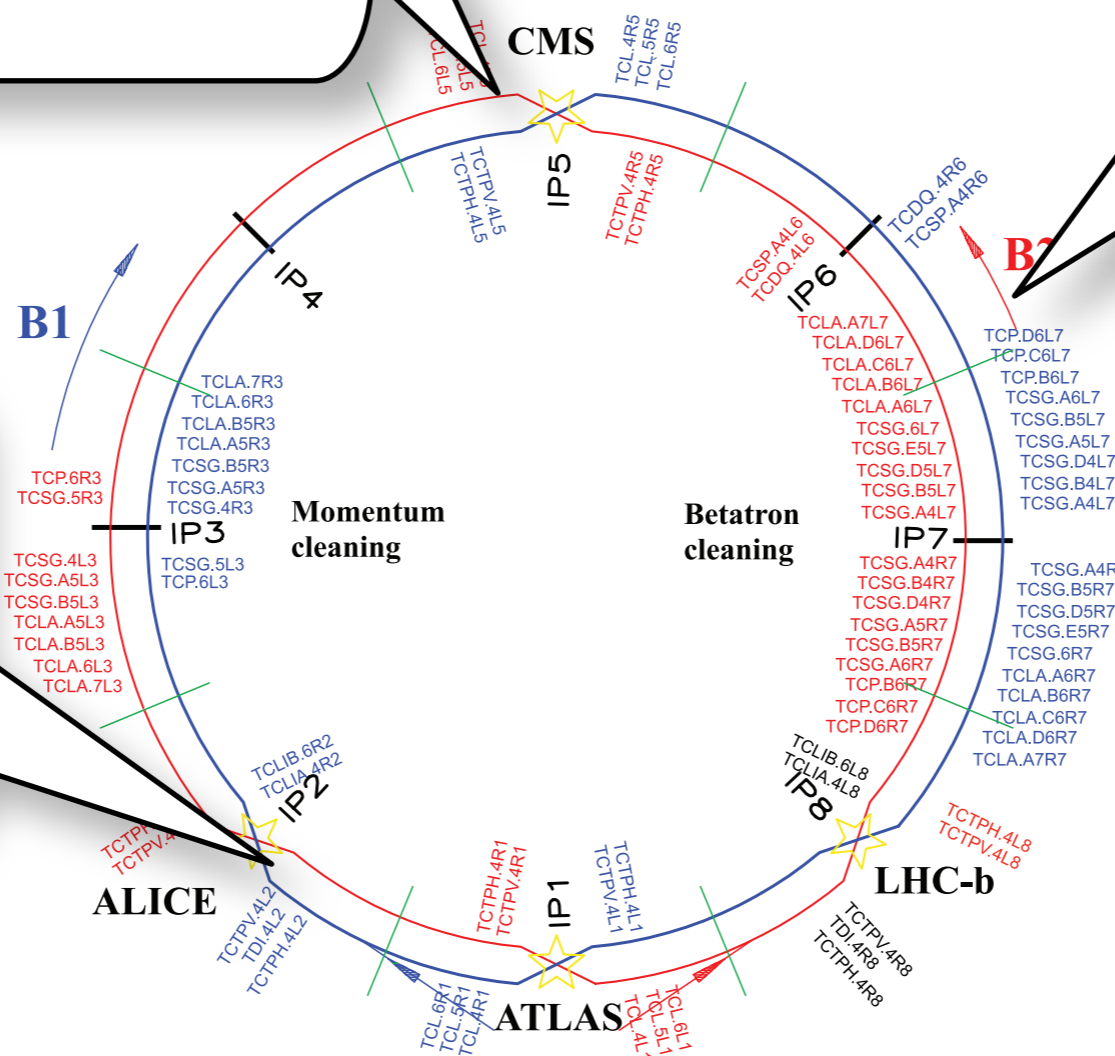 CMS
TCL.6L5
TCL.4R5
TCL.5R5
TCL.6R5
IP5
TCTPV.4L5
TCTPH.4L5
TCTPV.4R5
TCTPH.4R5
TCDQ.4R6
TCSP.A4R6
TCSP.A4L6
TCDQ.4L6
IP6
IP4
B1
TCLA.7R3
TCLA.6R3
TCLA.B5R3
TCLA.A5R3
TCSG.B5R3
TCSG.A5R3
TCSG.4R3
TCP.6R3
TCSG.5R3
IP3
TCSG.5L3
TCP.6L3
TCSG.4L3
TCSG.A5L3
TCSG.B5L3
TCLA.A5L3
TCLA.B5L3
TCLA.6L3
TCLA.7L3
Momentum
cleaning
Betatron
cleaning
TCLA.A7L7
TCLA.D6L7
TCLA.C6L7
TCLA.B6L7
TCLA.A6L7
TCSG.6L7
TCSG.E5L7
TCSG.D5L7
TCSG.B5L7
TCSG.A4L7
IP7
TCSG.A4R7
TCSG.B4R7
TCSG.D4R7
TCSG.A5R7
TCSG.B5R7
TCSG.A6R7
TCP.B6R7
TCP.C6R7
TCP.D6R7
TCP.D6L7
TCP.C6L7
TCP.B6L7
TCSG.A6L7
TCSG.B5L7
TCSG.A5L7
TCSG.D4L7
TCSG.B4L7
TCSG.A4L7
TCSG.A4R
TCSG.B5R7
TCSG.D5R7
TCSG.E5R7
TCSG.6R7
TCLA.A6R7
TCLA.B6R7
TCLA.C6R7
TCLA.D6R7
TCLA.A7R7
TCLIB.6R2
TCLIA.4R2
IP2
TCLIB.6L8
TCLIA.4L8
IP8
TCTPH.4L8
TCTPV.4L8
LHC-b
TCTPV.4R8
TDI.4R8
TCTPH.4R8
ALICE
TCTPV.4L2
TDI.4L2
TCTPH.4L2
TCTPH.4R1
TCTPV.4R1
IP1
TCTPH.4L1
TCTPV.4L1
TCL.6R1
TCL.5R1
TCL.4R1
ATLAS
TCL.6L1
TCL.5L1